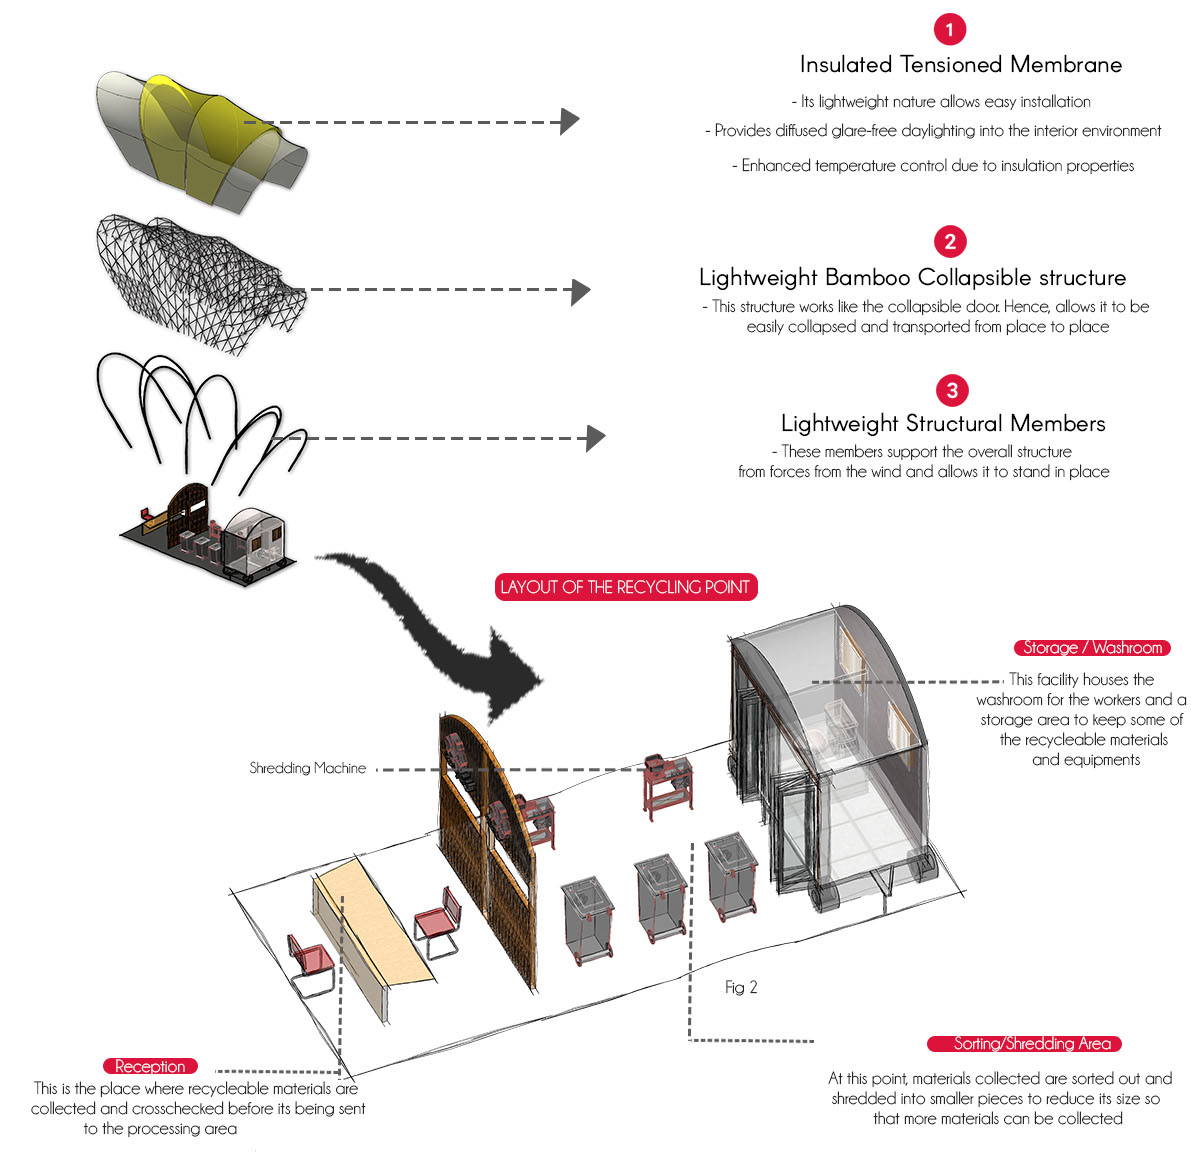 1
Insulated Tensioned Membrane
- Its lightweight nature allows easy installation
- Provides diffused glare-free daylighting into the interior environment
- Enhanced temperature control due to insulation properties
2
Lightweight Bamboo Collapsible structure
- This structure works like the collapsible door. Hence, allows it to be
easily collapsed and transported from place to place
3
Lightweight Structural Members
- These members support the overall structure
from forces from the wind and allows it to stand in place
LAYOUT OF THE RECYCLING POINT
Storage / Washroom
This facility houses the
washroom for the workers and a
storage area to keep some of
the recycleable materials
and equipments
Shredding Machine
Fig 2
Reception
This is the place where recycleable materials are
collected and crosschecked before its being sent
to the processing area
Sorting/Shredding Area
At this point, materials collected are sorted out and
shredded into smaller pieces to reduce its size so
that more materials can be collected